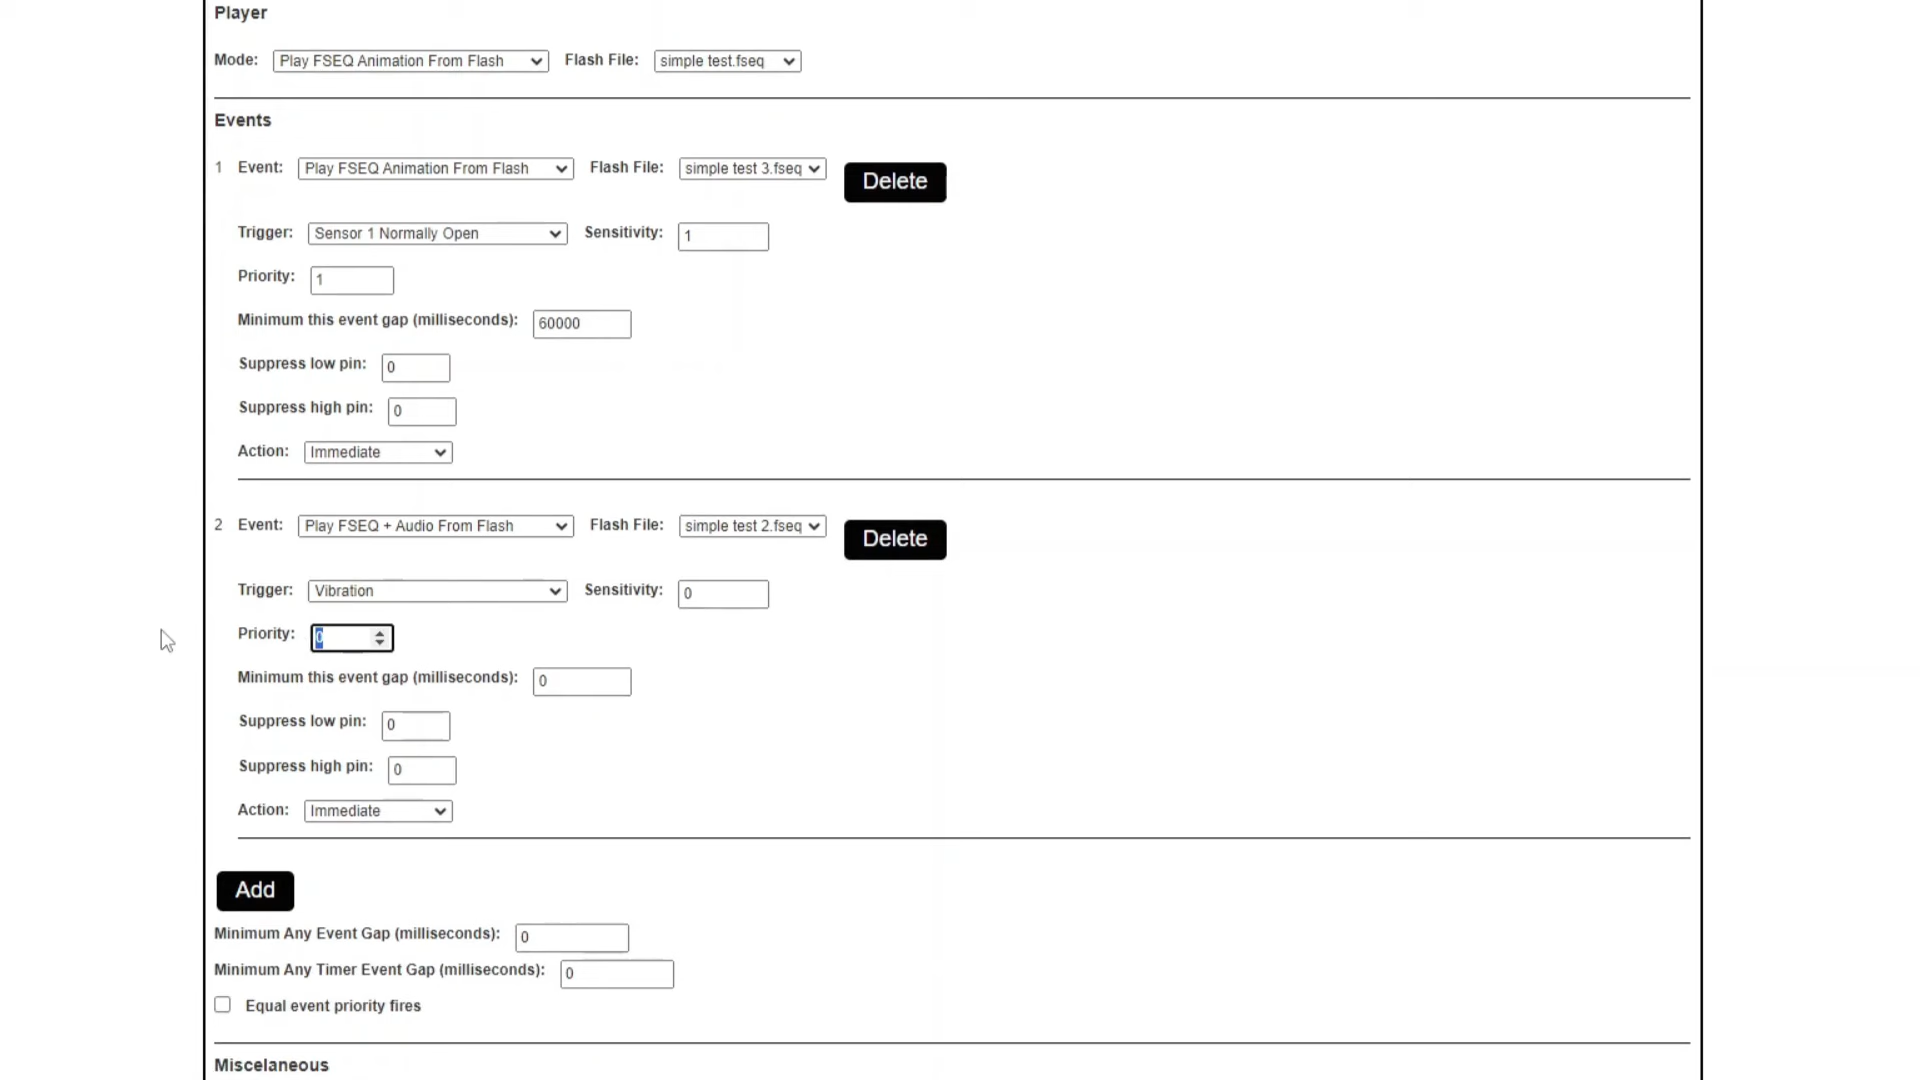 Player
Mode: Play FSEQ Animation From Flash Flash File: simple test.fseq
Events
1 Event: Play FSEQ Animation From Flash Flash File: simple test 3.fseq Delete
Trigger: Sensor 1 Normally Open Sensitivity: 1
Priority: 1
Minimum this event gap (milliseconds): 60000
Suppress low pin: 0
Suppress high pin: 0
Action: Immediate
2 Event: Play FSEQ + Audio From Flash Flash File: simple test 2.fseq Delete
Trigger: Vibration Sensitivity: 0
Priority: 0
Minimum this event gap (milliseconds): 0
Suppress low pin: 0
Suppress high pin: 0
Action: Immediate
Add
Minimum Any Event Gap (milliseconds): 0
Minimum Any Timer Event Gap (milliseconds): 0
Equal event priority fires
Miscelaneous